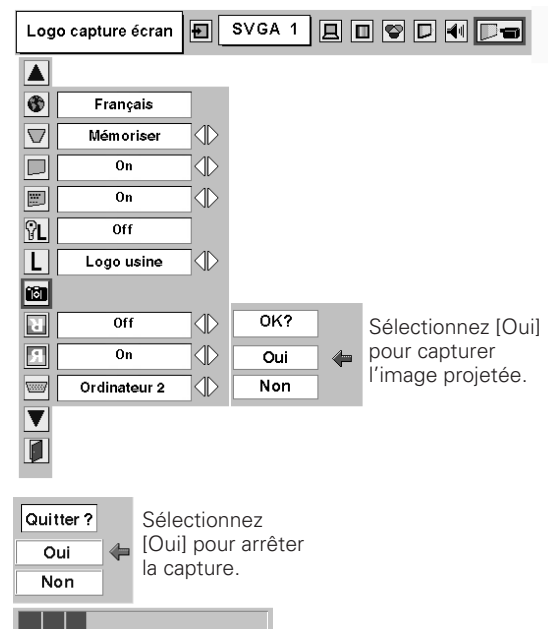 Logo capture écran
SVGA 1
Français
Mémoriser
On
On
L
Off
L
Logo usine
Off
On
Ordinateur 2
OK?
Oui
Non
Sélectionnez [Oui]
pour capturer
l'image projetée.
Quitter ?
Oui
Non
Sélectionnez
[Oui] pour arrêter
la capture.